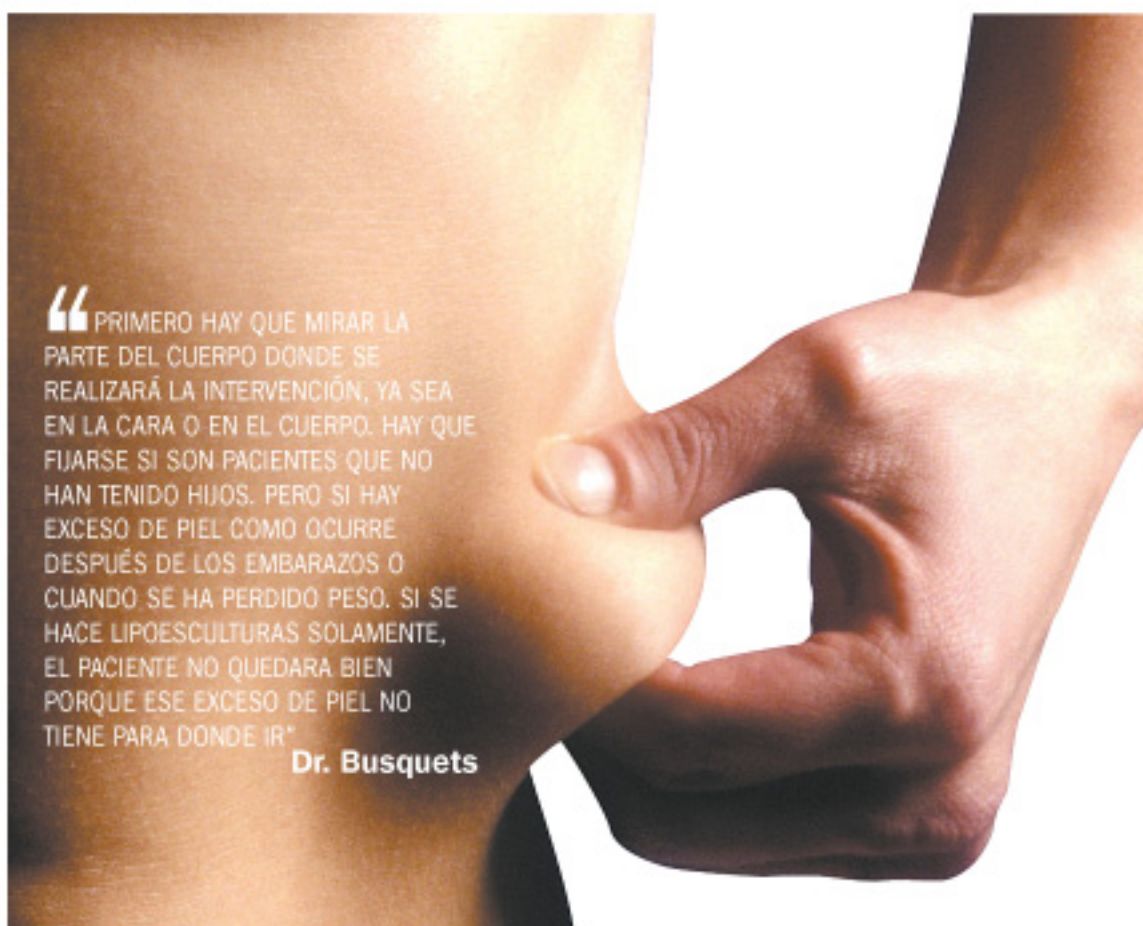 “ PRIMERO HAY QUE MIRAR LA
PARTE DEL CUERPO DONDE SE
REALIZARÁ LA INTERVENCIÓN, YA SEA
EN LA CARA O EN EL CUERPO. HAY QUE
FIJARSE SI SON PACIENTES QUE NO
HAN TENIDO HIJOS. PERO SI HAY
EXCESO DE PIEL COMO OCURRE
DESPUÉS DE LOS EMBARAZOS O
CUANDO SE HA PERDIDO PESO. SI SE
HACE LIPOESCULTURAS SOLAMENTE,
EL PACIENTE NO QUEDARA BIEN
PORQUE ESE EXCESO DE PIEL NO
TIENE PARA DONDE IR"
Dr. Busquets